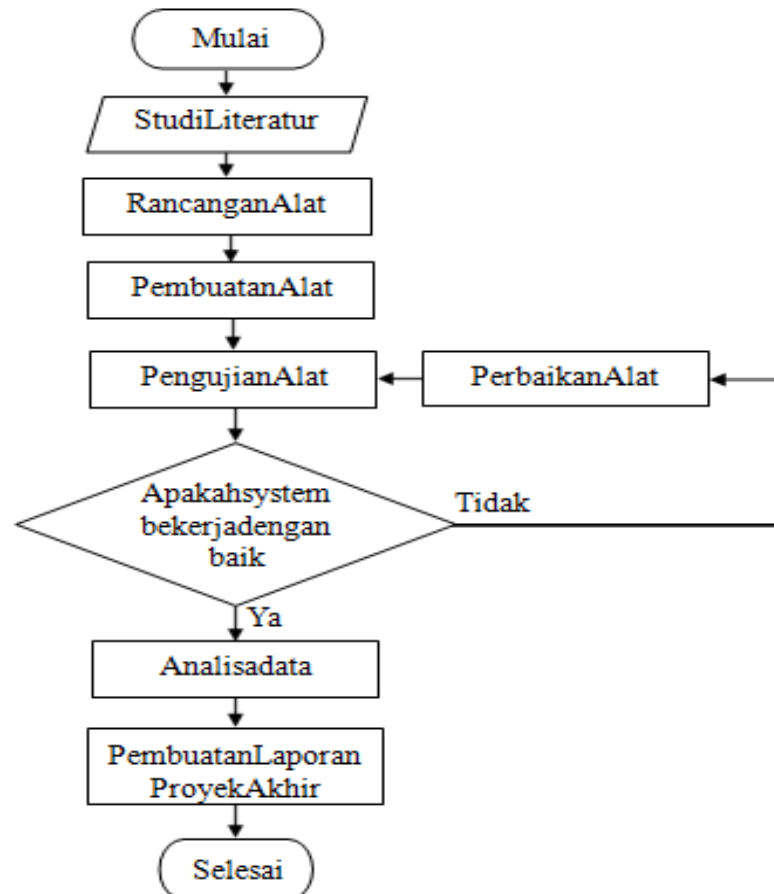 Mulai
StudiLiteratur
RancanganAlat
PembuatanAlat
PengujianAlat
PerbaikanAlat
Apakahsystem
bekerjadengan
baik
Tidak
Ya
Analisadata
PembuatanLaporan
ProyekAkhir
Selesai